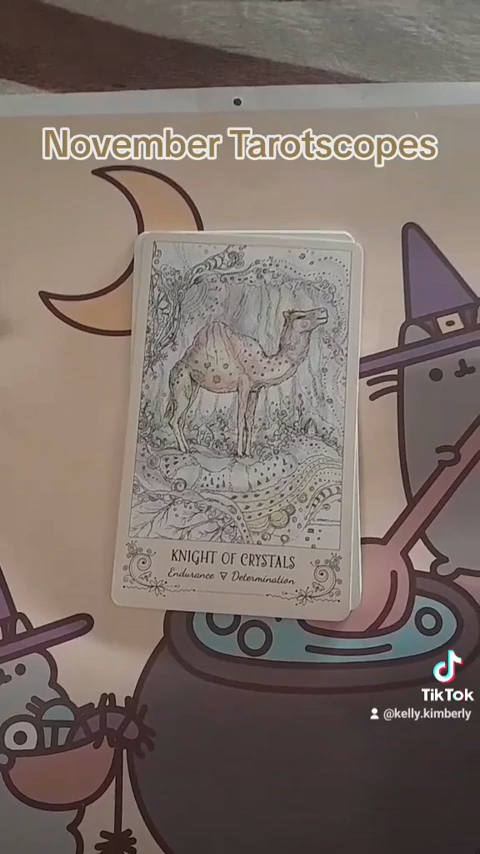 November Tarotscopes
KNIGHT OF CRYSTALS
Endurance ▽ Determination
TikTok
@kelly.kimberly